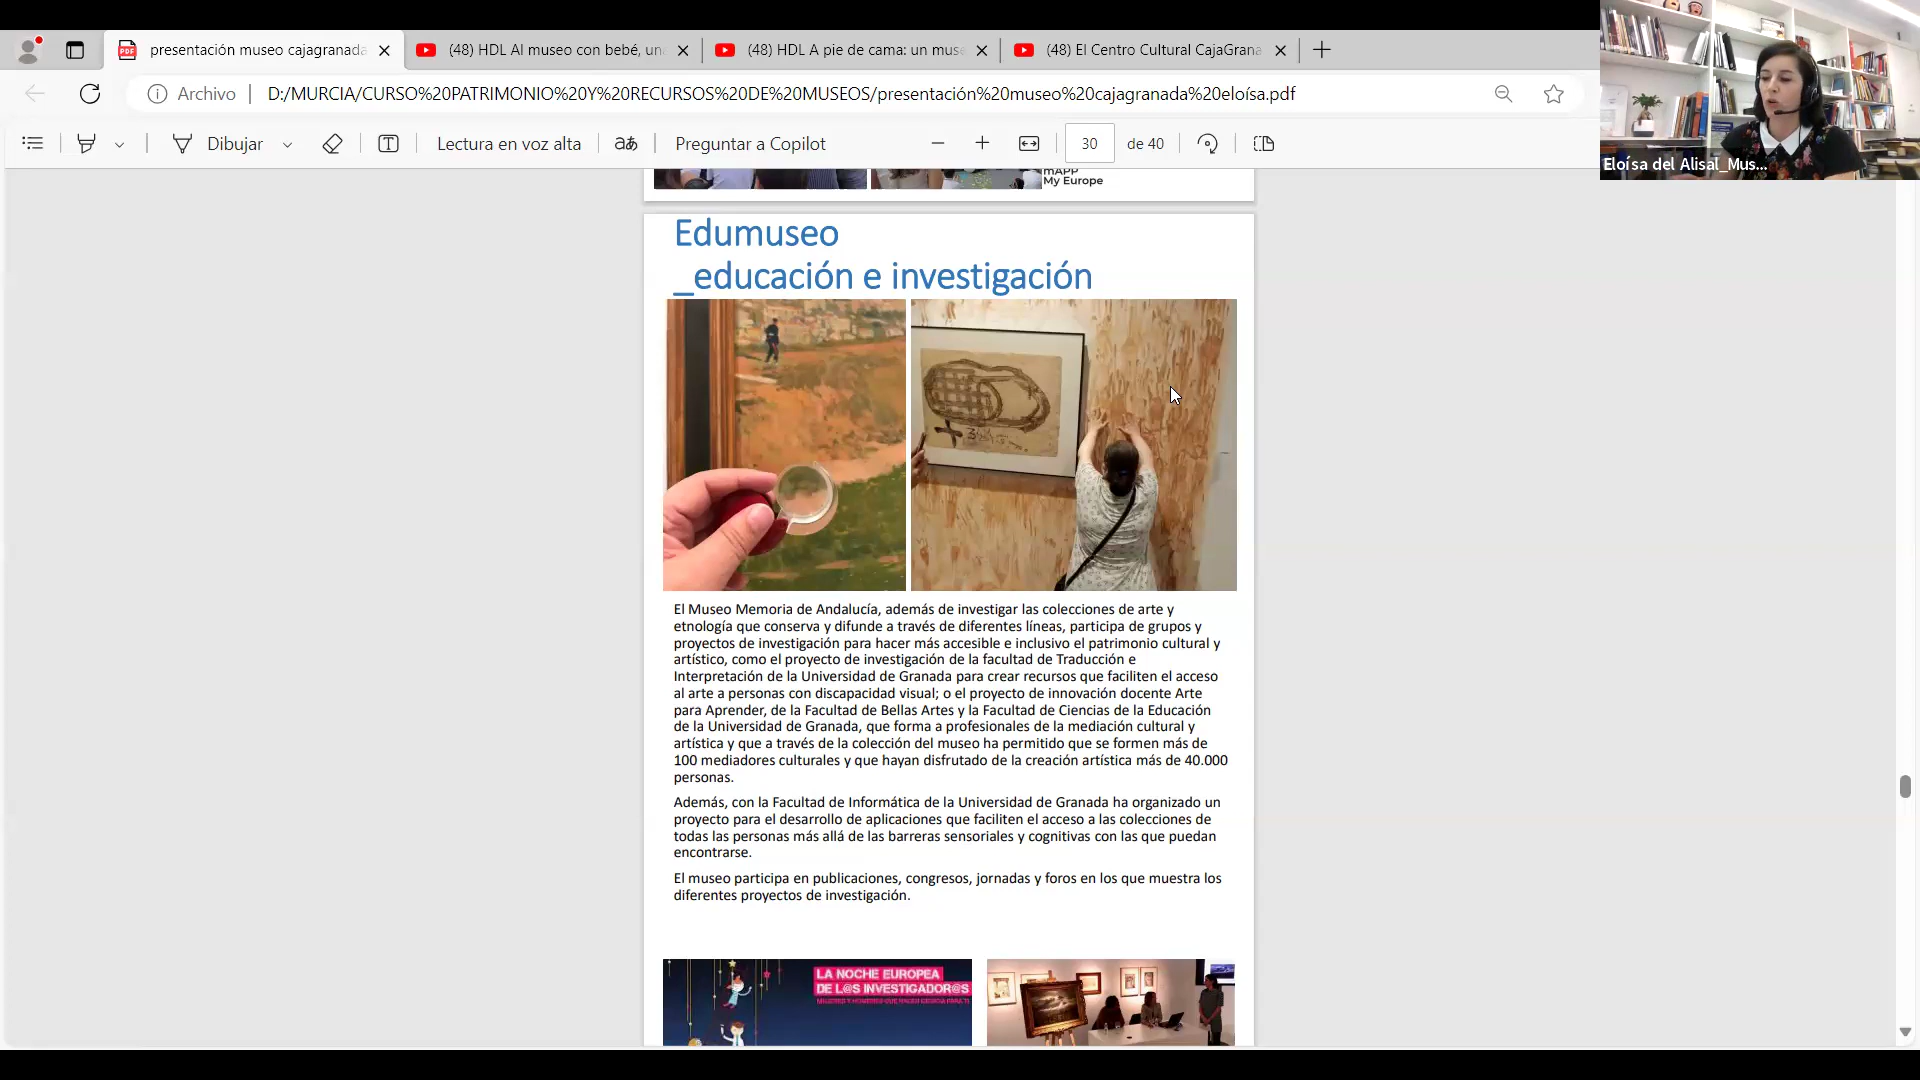 presentación museo cajagranada
(48) HDL Al museo con bebé, una
(48) HDL A pie de cama: un muse
(48) El Centro Cultural CajaGrana
Archivo
D:/MURCIA/CURSO%20PATRIMONIO%20Y%20RECURSOS%20DE%20MUSEOS/presentación%20museo%20cajagranada%20eloísa.pdf
Dibujar
Lectura en voz alta
Preguntar a Copilot
30
de 40
Eloísa del Alisal_Mus...
mAPP
My Europe
Edumuseo
_educación e investigación
El Museo Memoria de Andalucía, además de investigar las colecciones de arte y
etnología que conserva y difunde a través de diferentes líneas, participa de grupos y
proyectos de investigación para hacer más accesible e inclusivo el patrimonio cultural y
artístico, como el proyecto de investigación de la facultad de Traducción e
Interpretación de la Universidad de Granada para crear recursos que faciliten el acceso
al arte a personas con discapacidad visual; o el proyecto de innovación docente Arte
para Aprender, de la Facultad de Bellas Artes y la Facultad de Ciencias de la Educación
de la Universidad de Granada, que forma a profesionales de la mediación cultural y
artística y que a través de la colección del museo ha permitido que se formen más de
100 mediadores culturales y que hayan disfrutado de la creación artística más de 40.000
personas.
Además, con la Facultad de Informática de la Universidad de Granada ha organizado un
proyecto para el desarrollo de aplicaciones que faciliten el acceso a las colecciones de
todas las personas más allá de las barreras sensoriales y cognitivas con las que puedan
encontrarse.
El museo participa en publicaciones, congresos, jornadas y foros en los que muestra los
diferentes proyectos de investigación.
LA NOCHE EUROPEA
DE L@S INVESTIGADOR@S
MUJERES Y HOMBRES QUE HACEN CIENCIA PARA TI